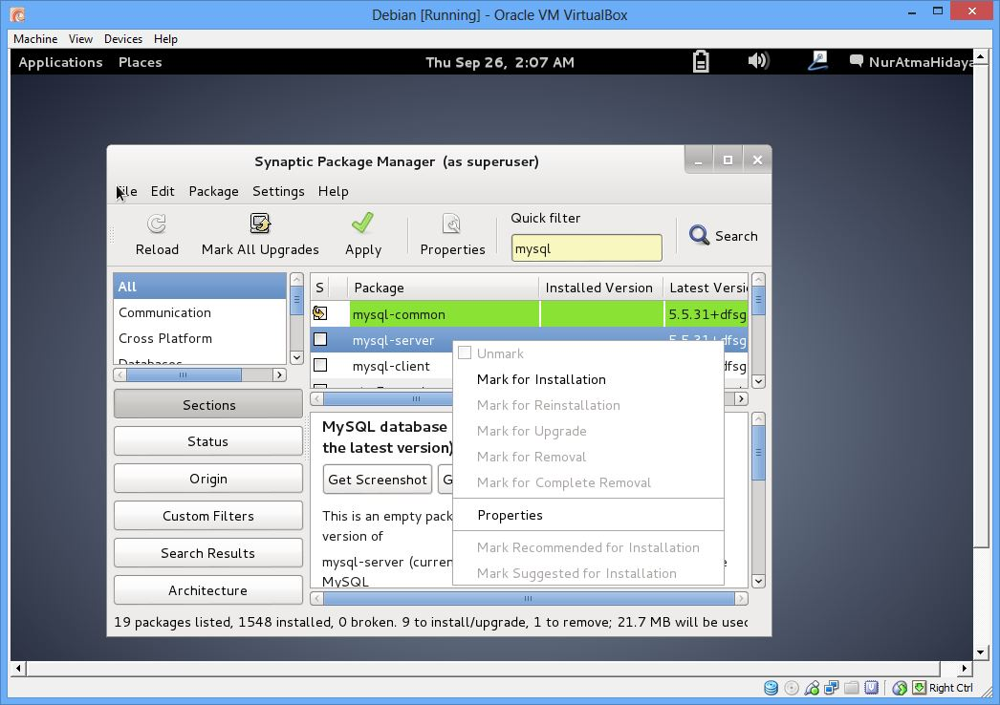 Debian [Running] - Oracle VM VirtualBox
Machine View Devices Help
Applications Places Thu Sep 26, 2:07 AM NurAtmaHidaya
Synaptic Package Manager (as superuser)
File Edit Package Settings Help
Quick filter
Reload Mark All Upgrades Apply Properties mysql Search
All
Communication
Cross Platform
Databases
S Package Installed Version Latest Versi
mysql-common 5.5.31+dfsg
mysql-server 5.5.31+dfsg
mysql-client dfsg
Sections
Status
Origin
Custom Filters
Search Results
Architecture
MySQL database
the latest version)
Get Screenshot G
This is an empty pack
version of
mysql-server (curren e
MySQL
Unmark
Mark for Installation
Mark for Reinstallation
Mark for Upgrade
Mark for Removal
Mark for Complete Removal
Properties
Mark Recommended for Installation
Mark Suggested for Installation
19 packages listed, 1548 installed, 0 broken. 9 to install/upgrade, 1 to remove; 21.7 MB will be used
Right Ctrl